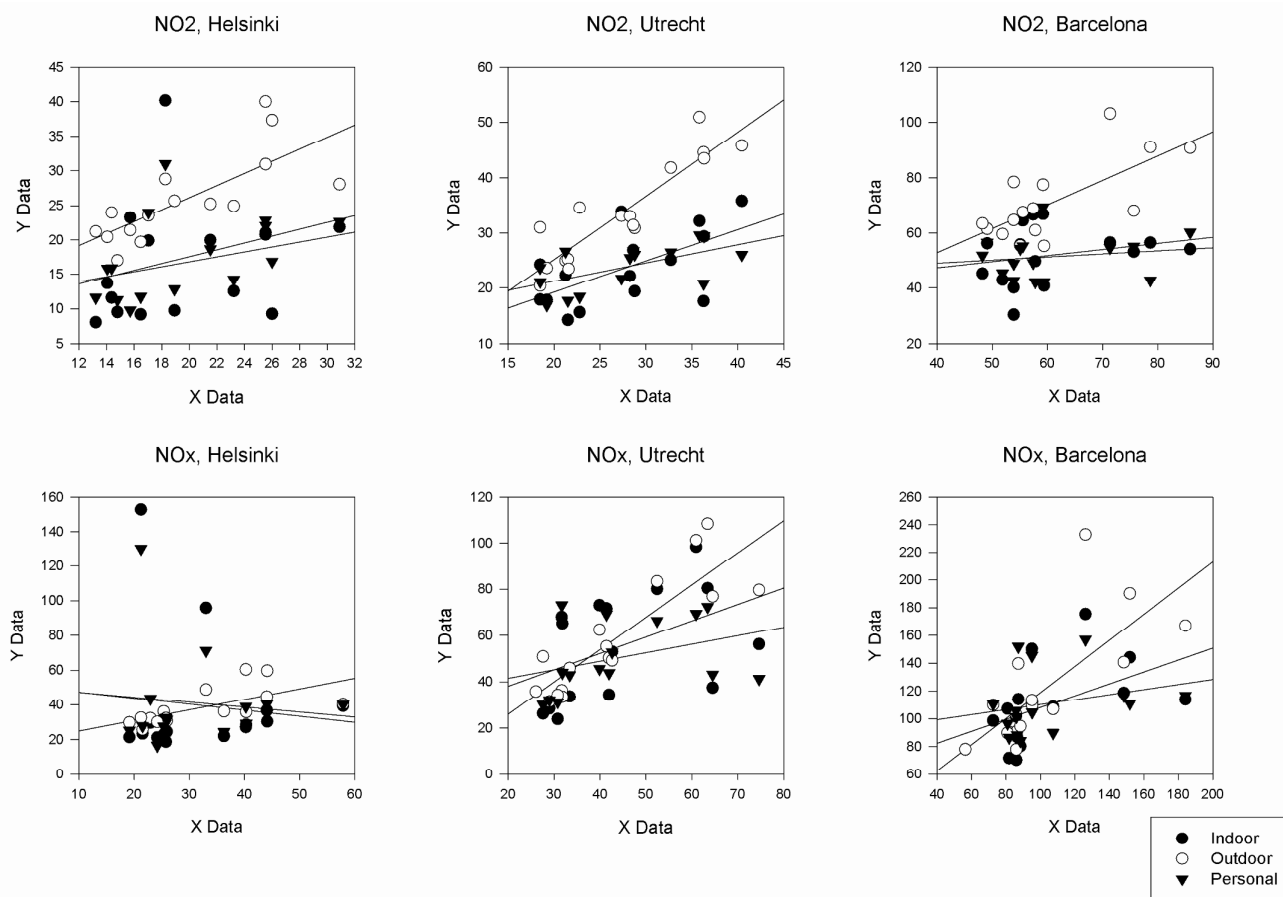 NO2, Helsinki
45
40
35
30
25
20
15
10
5
Y Data
12 14 16 18 20 22 24 26 28 30 32
X Data
NO2, Utrecht
60
50
40
30
20
10
Y Data
15 20 25 30 35 40 45
X Data
NO2, Barcelona
120
100
80
60
40
20
Y Data
40 50 60 70 80 90
X Data
NOx, Helsinki
160
140
120
100
80
60
40
20
0
Y Data
10 20 30 40 50 60
X Data
NOx, Utrecht
120
100
80
60
40
20
0
Y Data
20 30 40 50 60 70 80
X Data
NOx, Barcelona
260
240
220
200
180
160
140
120
100
80
60
Y Data
40 60 80 100 120 140 160 180 200
X Data
Indoor
Outdoor
Personal